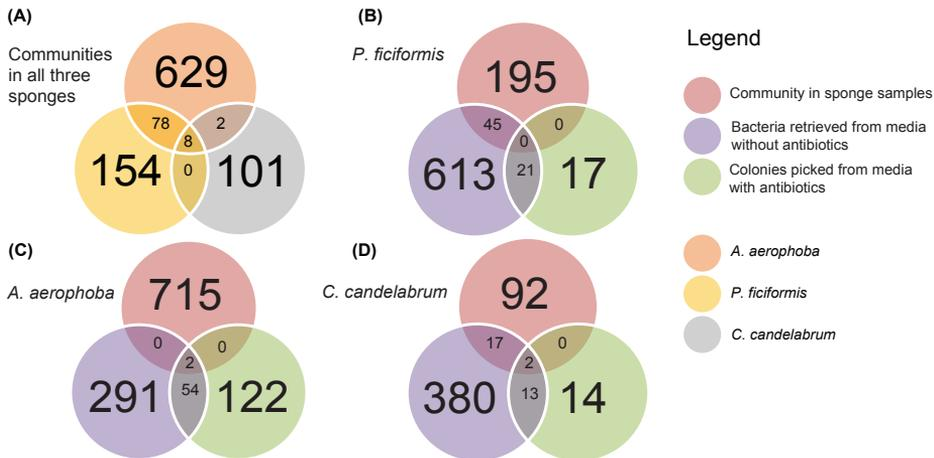 (A)
Communities
in all three
sponges
629
78
2
8
154
0
101
(B)
P. ficiformis
195
45
0
0
613
21
17
Legend
Community in sponge samples
Bacteria retrieved from media
without antibiotics
Colonies picked from media
with antibiotics
A. aerophoba
P. ficiformis
C. candelabrum
(C)
A. aerophoba
715
0
0
2
291
54
122
(D)
C. candelabrum
92
17
0
2
380
13
14